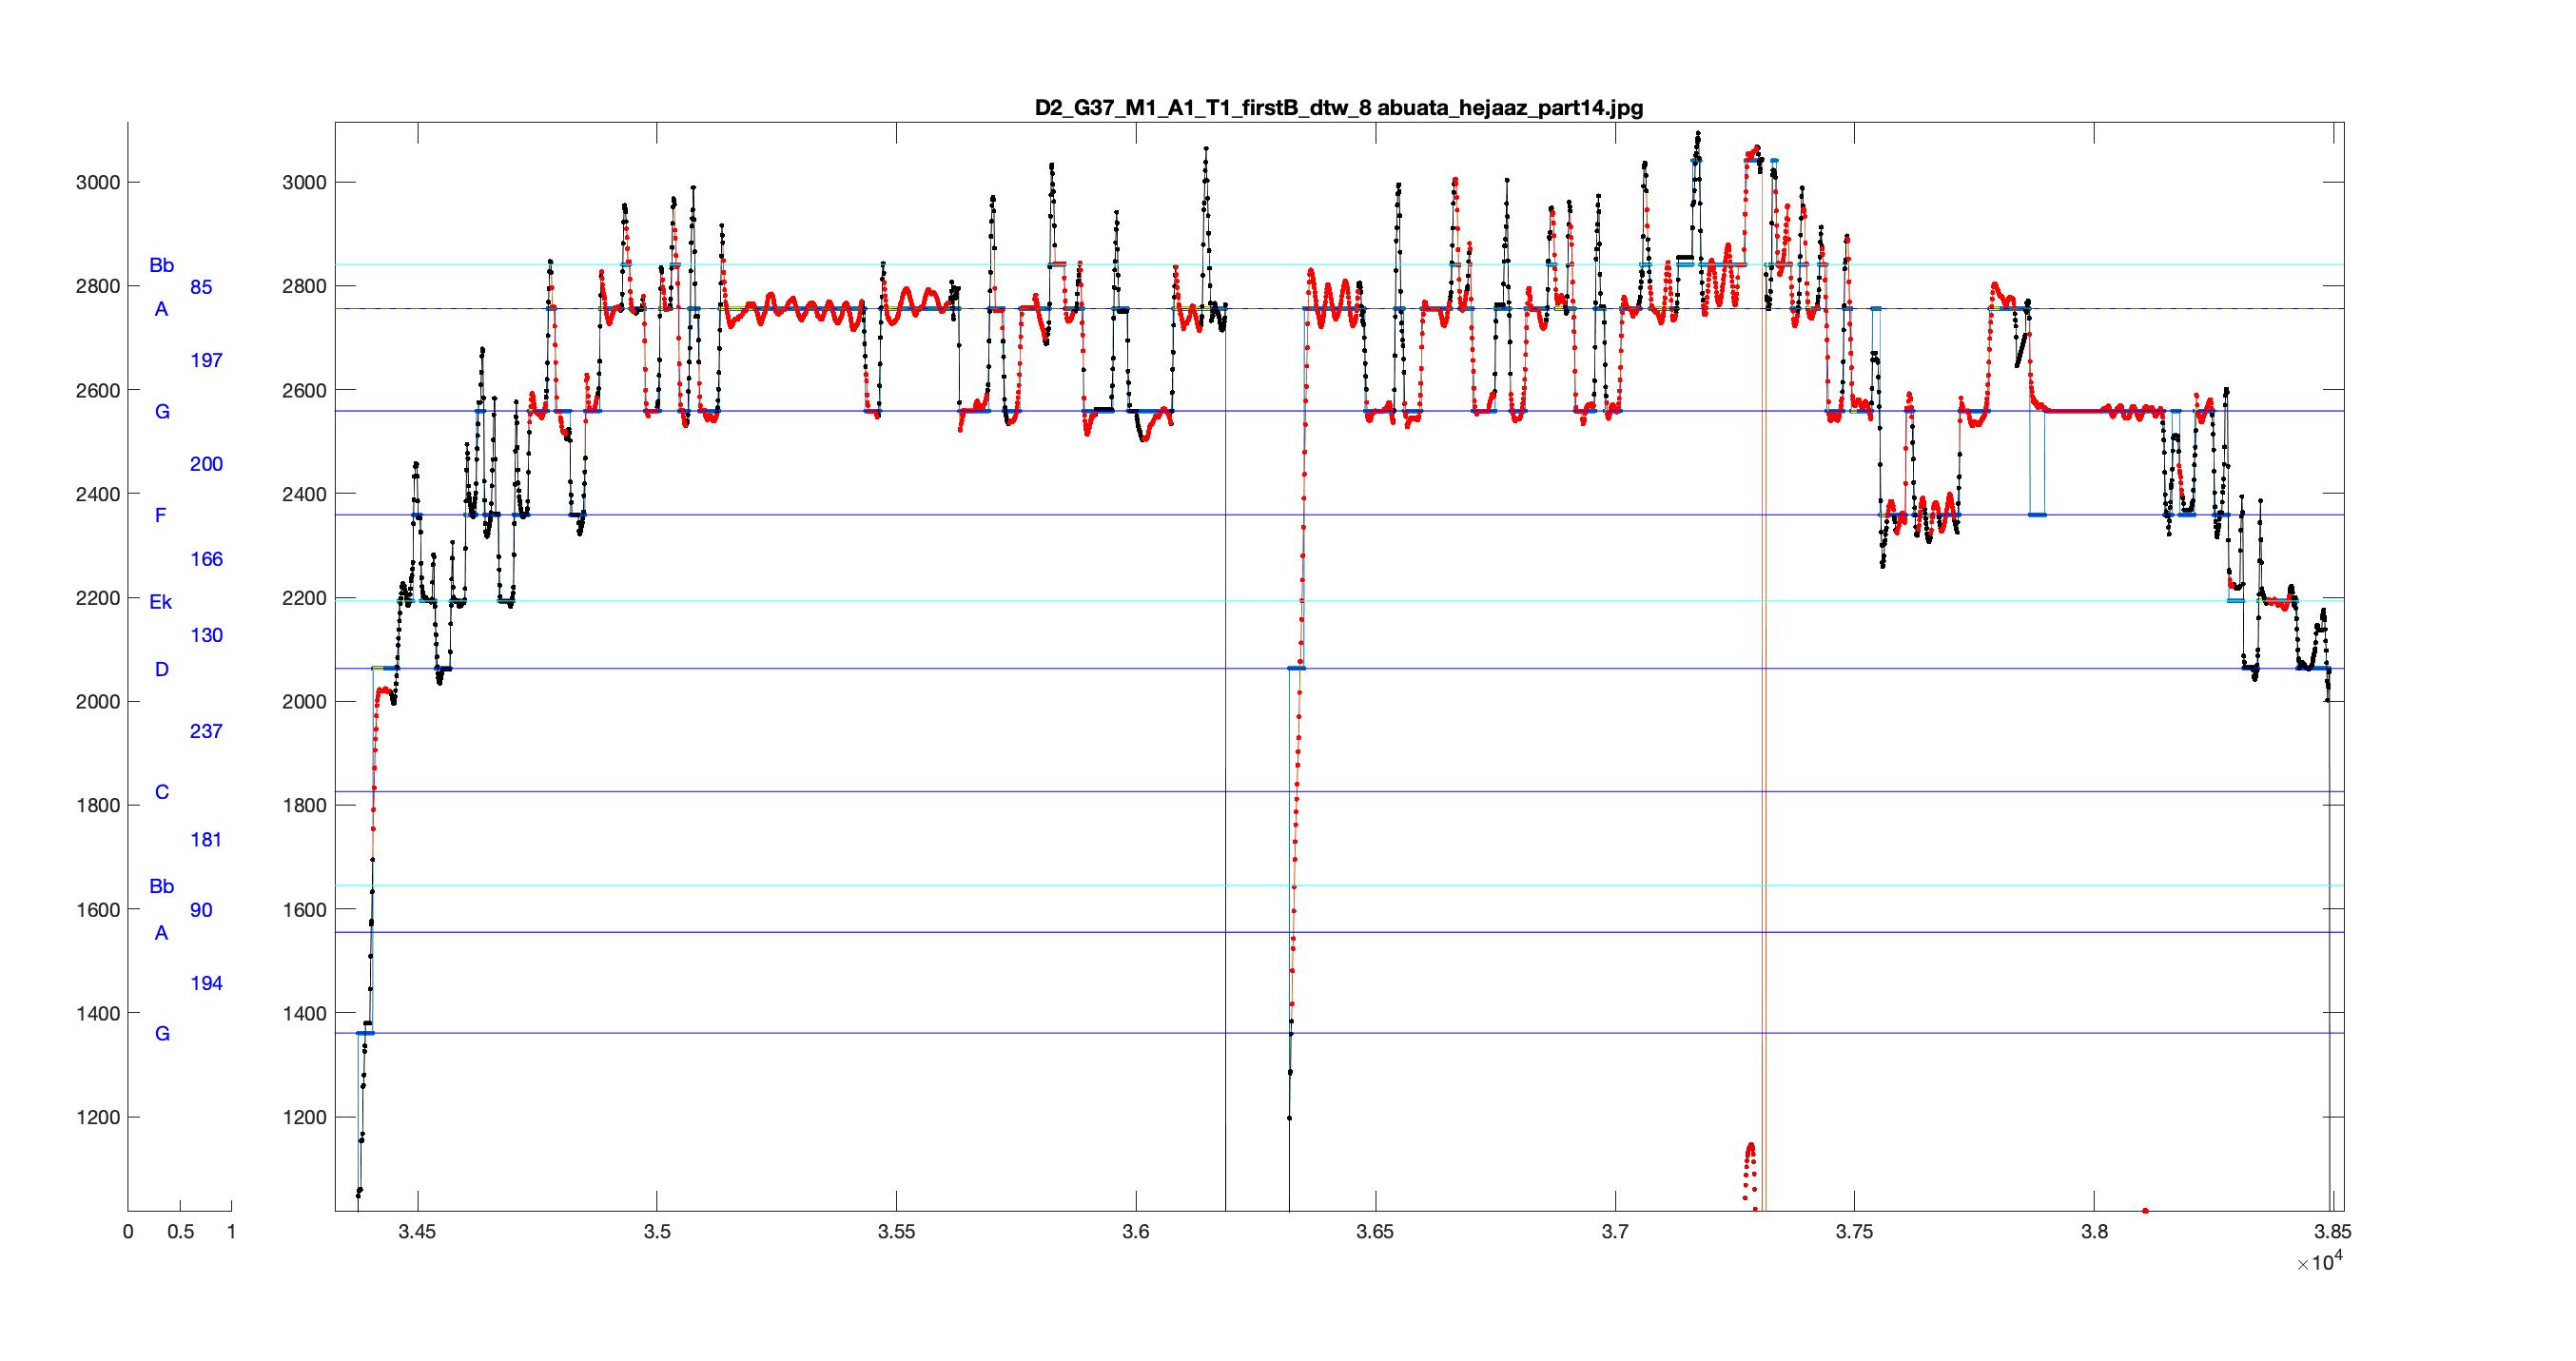 D2_G37_M1_A1_T1_firstB_dtw_8 abuata_hejaaz_part14.jpg
3000 3000
Bb
2800 85 2800
A
197
2600 2600
G
200
2400 2400
F
166
2200 Ek 2200
130
D
2000 2000
237
1800 C 1800
181
Bb
1600 90 1600
A
194
1400 1400
G
1200 1200
0 0.5 1 3.45 3.5 3.55 3.6 3.65 3.7 3.75 3.8 3.85
×10^4